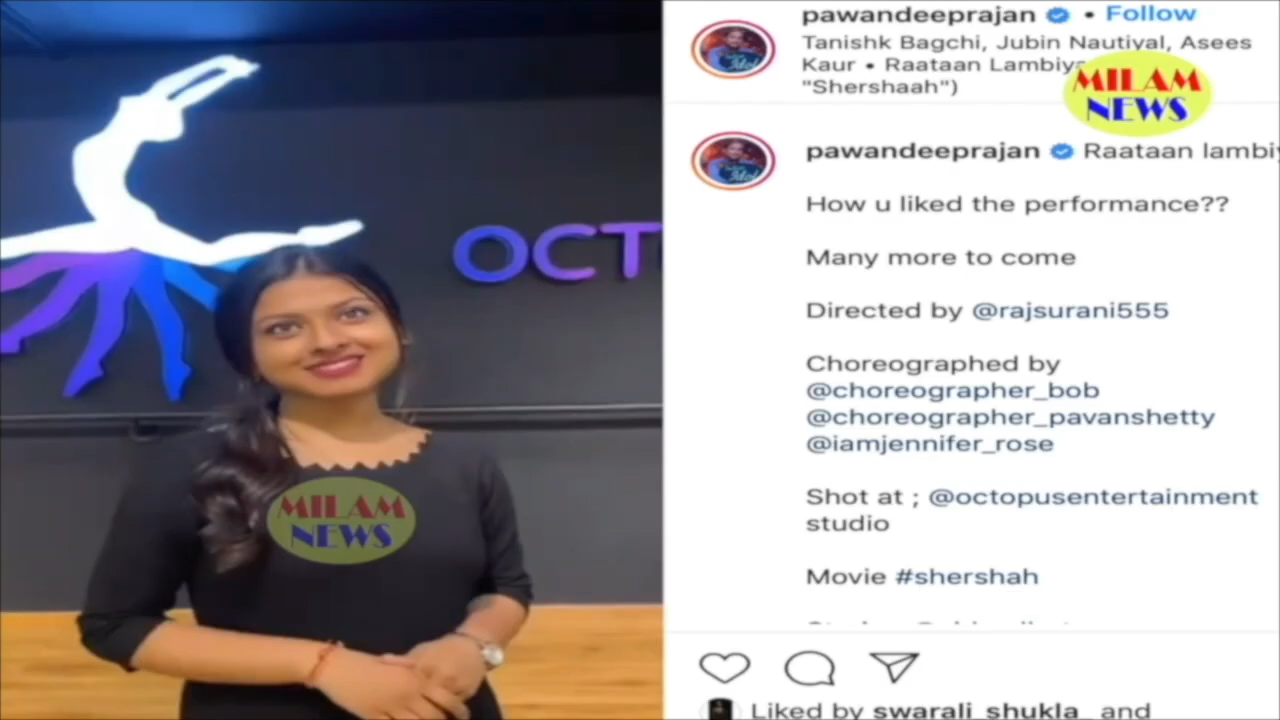 OCT
MILAM
NEWS
pawandeeprajan • Follow
Tanishk Bagchi, Jubin Nautiyal, Asees
Kaur • Raataan Lambiy
"Shershaah")
MILAM
NEWS
pawandeeprajan Raataan lambiy
How u liked the performance??
Many more to come
Directed by @rajsurani555
Choreographed by
@choreographer_bob
@choreographer_pavanshetty
@iamjennifer_rose
Shot at ; @octopusentertainment
studio
Movie #shershah
Liked by swarali_shukla_ and